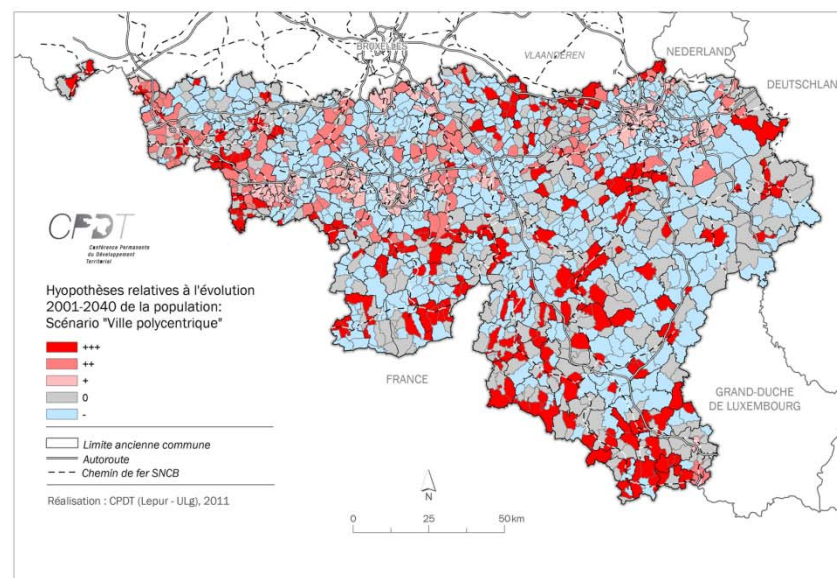 BRUXELLES
VLAANDEREN
NEDERLAND
DEUTSCHLAN
CPDT
Conférence Permanente
du Développement
Territorial
Hyopothèses relatives à l'évolution
2001-2040 de la population:
Scénario "Ville polycentrique"
+++
++
+
0
-
Limite ancienne commune
Autoroute
Chemin de fer SNCB
Réalisation : CPDT (Lepur - ULg), 2011
FRANCE
GRAND-DUCHE
DE LUXEMBOURG
N
0 25 50 km